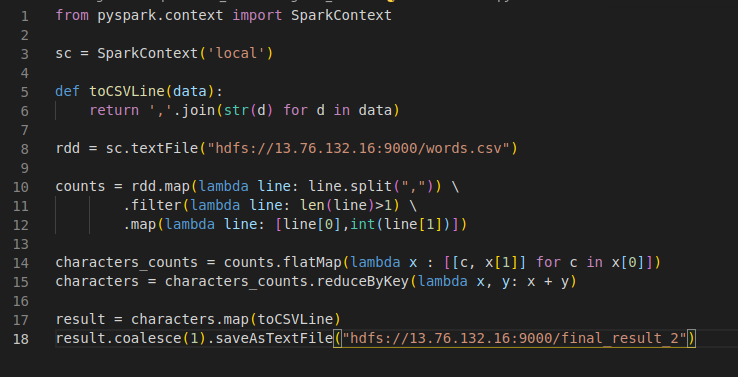 1 from pyspark.context import SparkContext
2
3 sc = SparkContext('local')
4
5 def toCSVLine(data):
6     return ','.join(str(d) for d in data)
7
8 rdd = sc.textFile("hdfs://13.76.132.16:9000/words.csv")
9
10 counts = rdd.map(lambda line: line.split(",")) \
11         .filter(lambda line: len(line)>1) \
12         .map(lambda line: [line[0],int(line[1])])
13
14 characters_counts = counts.flatMap(lambda x : [[c, x[1]] for c in x[0]])
15 characters = characters_counts.reduceByKey(lambda x, y: x + y)
16
17 result = characters.map(toCSVLine)
18 result.coalesce(1).saveAsTextFile("hdfs://13.76.132.16:9000/final_result_2")